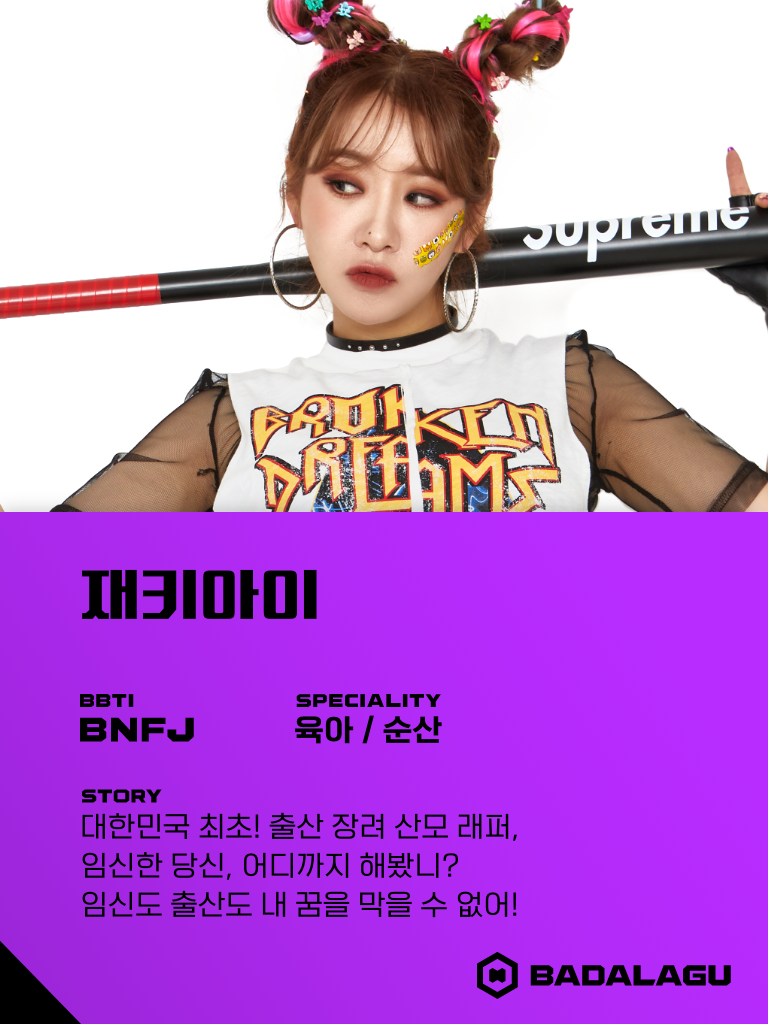 Supreme
BROKEN
DREAMS
재키아이
BBTI
SPECIALITY
BNFJ
육아 / 순산
STORY
대한민국 최초! 출산 장려 산모 래퍼,
임신한 당신, 어디까지 해봤니?
임신도 출산도 내 꿈을 막을 수 없어!
BADALAGU